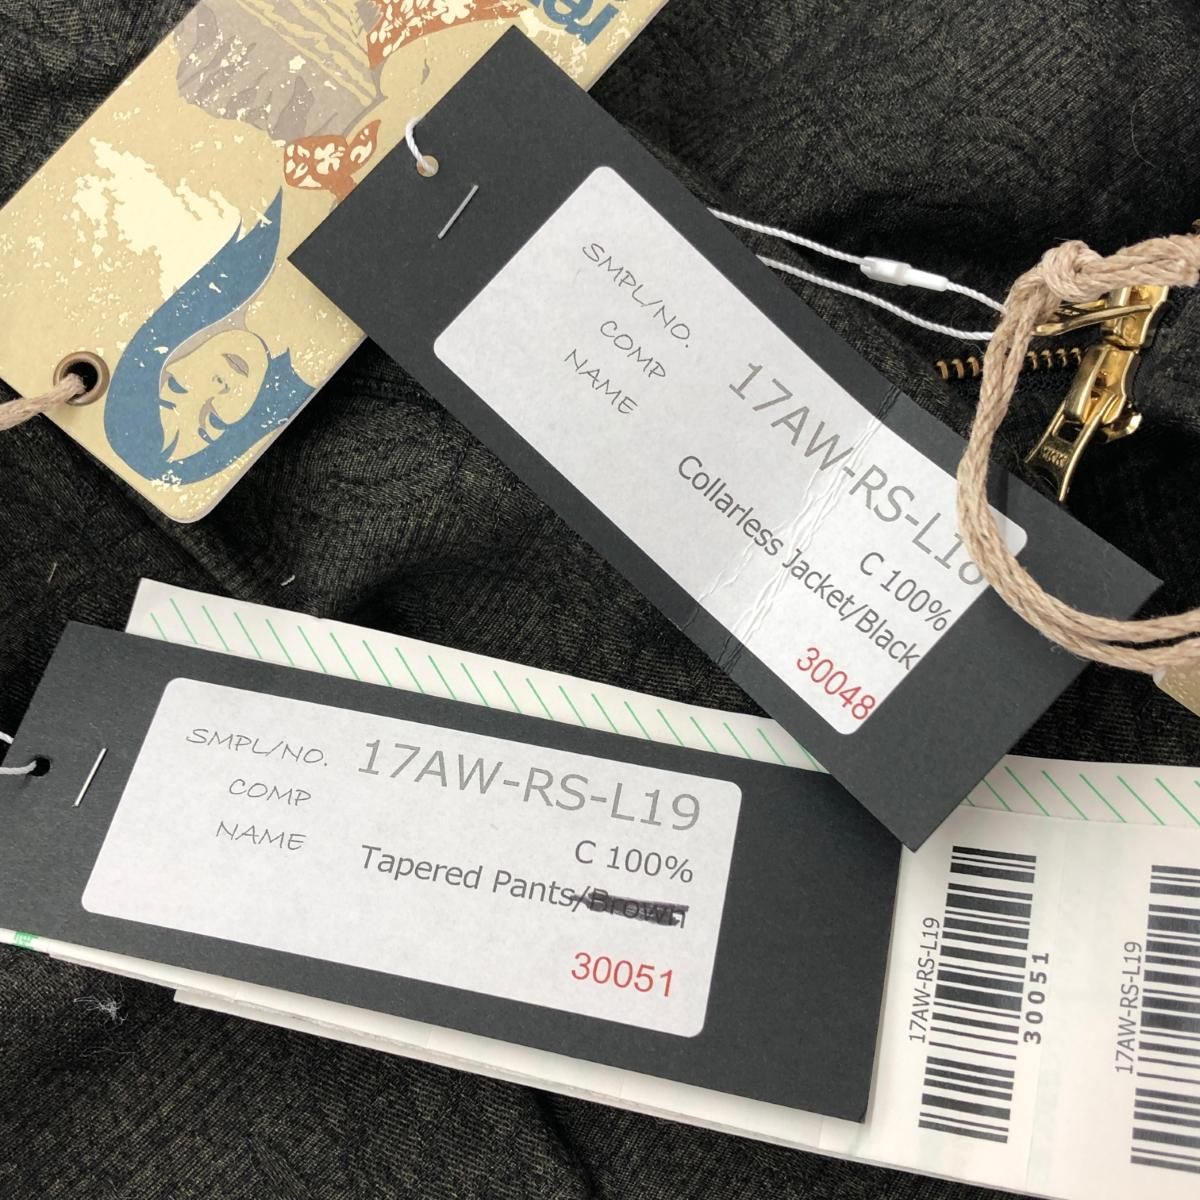 SMPL/NO. 17AW-RS-L18
COMP C 100%
NAME Collarless Jacket/Black
30048
SMPL/NO. 17AW-RS-L19
COMP C 100%
NAME Tapered Pants/Brown
30051
17AW-RS-L19
30051
17AW-RS-L19